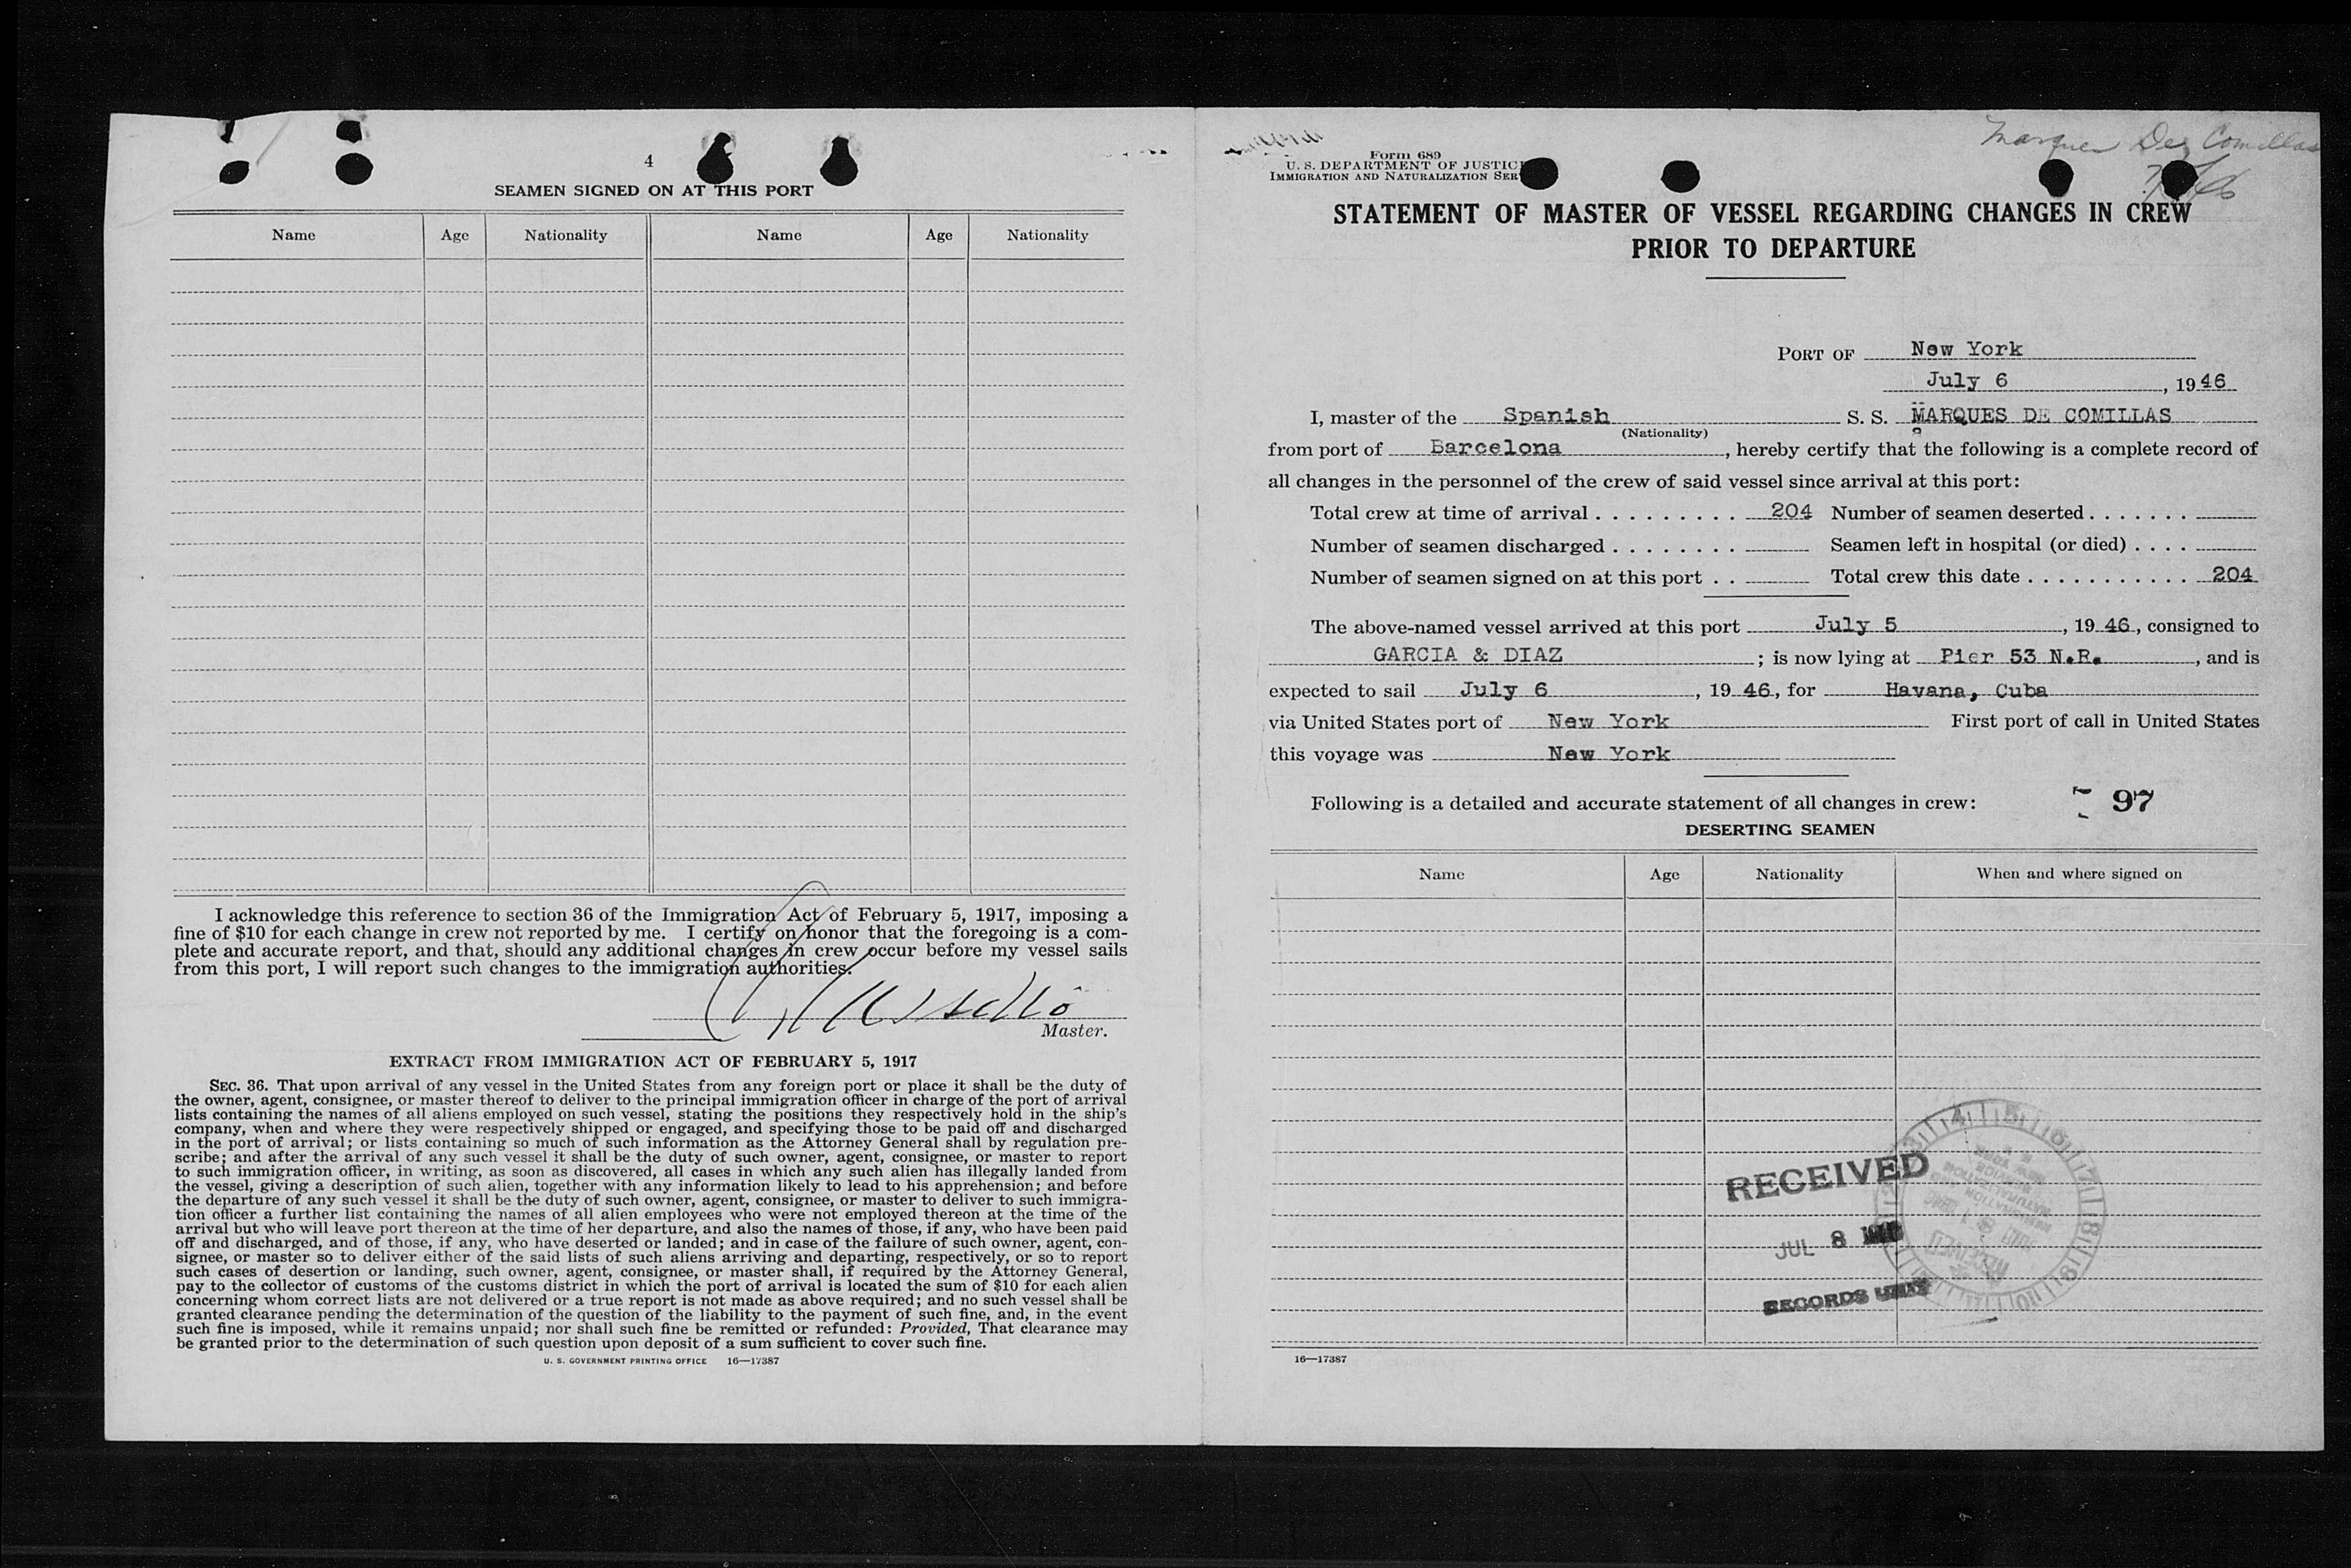 4
SEAMEN SIGNED ON AT THIS PORT
Name Age Nationality Name Age Nationality
I acknowledge this reference to section 36 of the Immigration Act of February 5, 1917, imposing a
fine of $10 for each change in crew not reported by me. I certify on honor that the foregoing is a com-
plete and accurate report, and that, should any additional changes in crew occur before my vessel sails
from this port, I will report such changes to the immigration authorities.
Master.
EXTRACT FROM IMMIGRATION ACT OF FEBRUARY 5, 1917
SEC. 36. That upon arrival of any vessel in the United States from any foreign port or place it shall be the duty of
the owner, agent, consignee, or master thereof to deliver to the principal immigration officer in charge of the port of arrival
lists containing the names of all aliens employed on such vessel, stating the positions they respectively hold in the ship's
company, when and where they were respectively shipped or engaged, and specifying those to be paid off and discharged
in the port of arrival; or lists containing so much of such information as the Attorney General shall by regulation pre-
scribe; and after the arrival of any such vessel it shall be the duty of such owner, agent, consignee, or master to report
to such immigration officer, in writing, as soon as discovered, all cases in which any such alien has illegally landed from
the vessel, giving a description of such alien, together with any information likely to lead to his apprehension; and before
the departure of any such vessel it shall be the duty of such owner, agent, consignee, or master to deliver to such immigra-
tion officer a further list containing the names of all alien employees who were not employed thereon at the time of the
arrival but who will leave port thereon at the time of her departure, and also the names of those, if any, who have been paid
off and discharged, and of those, if any, who have deserted or landed; and in case of the failure of such owner, agent, con-
signee, or master so to deliver either of the said lists of such aliens arriving and departing, respectively, or so to report
such cases of desertion or landing, such owner, agent, consignee, or master shall, if required by the Attorney General,
pay to the collector of customs of the customs district in which the port of arrival is located the sum of $10 for each alien
concerning whom correct lists are not delivered or a true report is not made as above required; and no such vessel shall be
granted clearance pending the determination of the question of the liability to the payment of such fine, and, in the event
such fine is imposed, while it remains unpaid; nor shall such fine be remitted or refunded: Provided, That clearance may
be granted prior to the determination of such question upon deposit of a sum sufficient to cover such fine.
U. S. GOVERNMENT PRINTING OFFICE 16—17387
Marques De Comillas
Form 689
U. S. DEPARTMENT OF JUSTICE
IMMIGRATION AND NATURALIZATION SER
STATEMENT OF MASTER OF VESSEL REGARDING CHANGES IN CREW
PRIOR TO DEPARTURE
PORT OF New York
July 6, 1946
I, master of the Spanish S. S. MARQUES DE COMILLAS
(Nationality)
from port of Barcelona, hereby certify that the following is a complete record of
all changes in the personnel of the crew of said vessel since arrival at this port:
Total crew at time of arrival . . . . . . . . . 204 Number of seamen deserted . . . . . . .
Number of seamen discharged . . . . . . . . Seamen left in hospital (or died) . . . .
Number of seamen signed on at this port . . Total crew this date . . . . . . . . . . . 204
The above-named vessel arrived at this port July 5, 1946, consigned to
GARCIA & DIAZ; is now lying at Pier 53 N.R., and is
expected to sail July 6, 1946, for Havana, Cuba
via United States port of New York First port of call in United States
this voyage was New York
Following is a detailed and accurate statement of all changes in crew: 97
DESERTING SEAMEN
Name Age Nationality When and where signed on
RECEIVED
JUL 8
RECORDS UNIT
16—17387